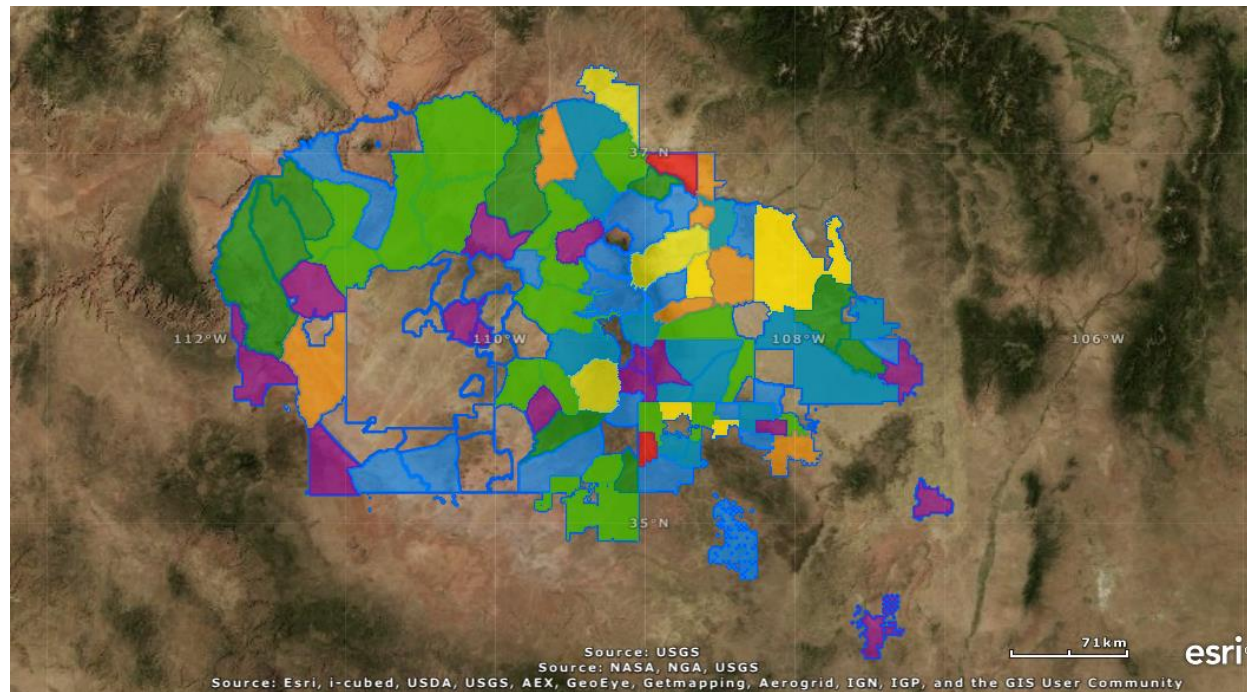 37°N
112°W
110°W
108°W
106°W
35°N
71km
esri
Source: USGS
Source: NASA, NGA, USGS
Source: Esri, i-cubed, USDA, USGS, AEX, GeoEye, Getmapping, Aerogrid, IGN, IGP, and the GIS User Community